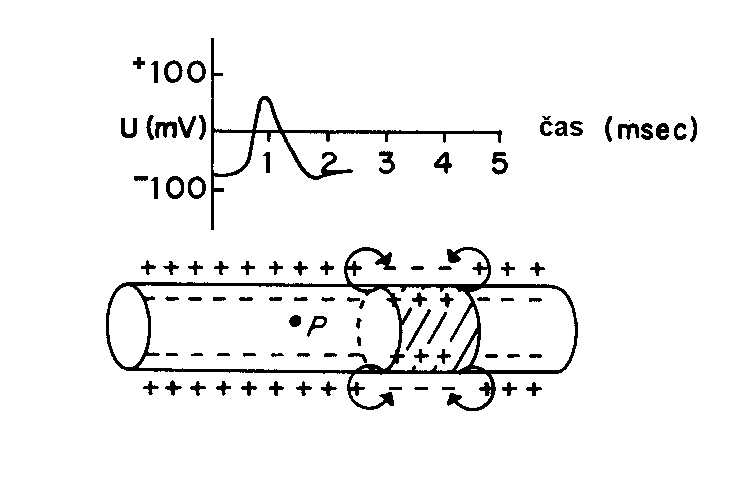 +100
U (mV)
čas (msec)
1 2 3 4 5
-100
+ + + + + + + + + - - - + + +
- - - - - - - - - + + + - - -
P
- - - - - - - - - + + + - - -
+ + + + + + + + + - - - + + +